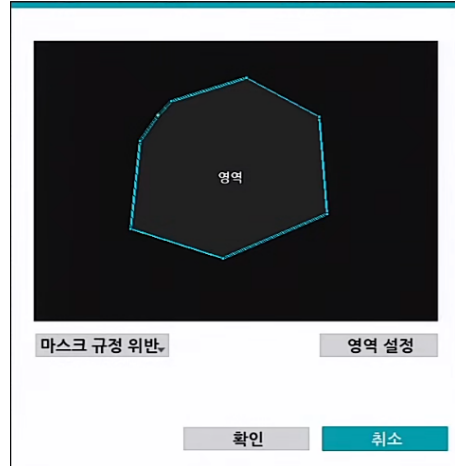 영역
마스크 규정 위반
영역 설정
확인
취소